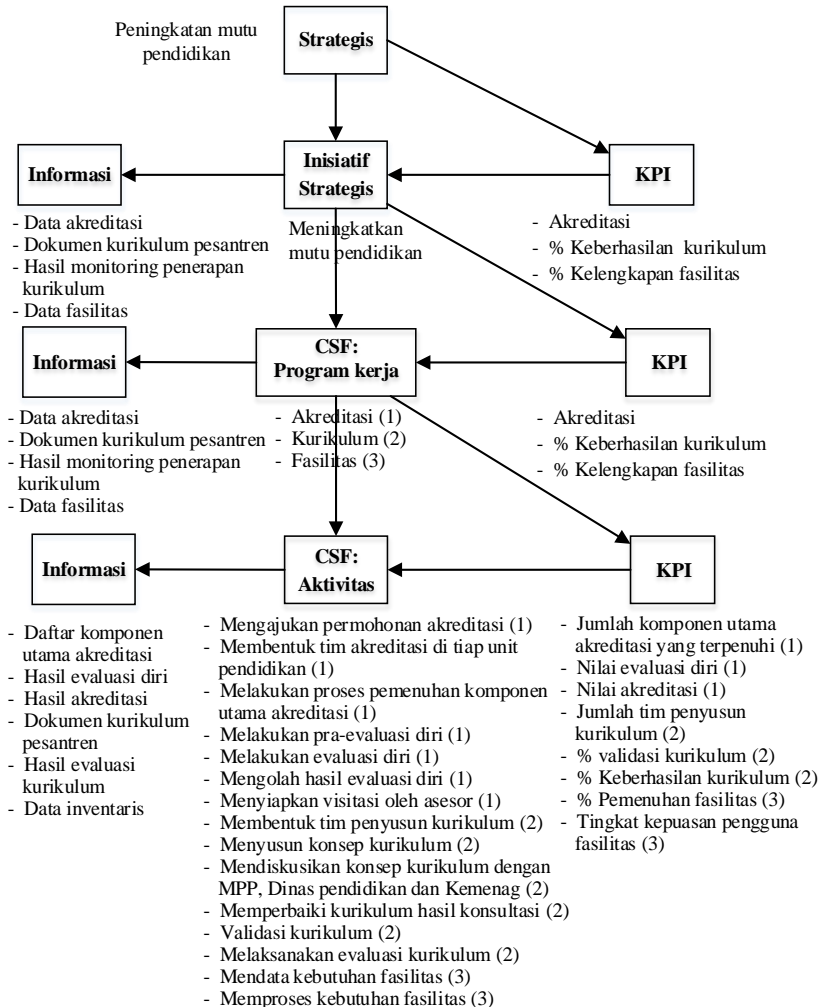 Peningkatan mutu
pendidikan
Strategis
Informasi
Inisiatif
Strategis
KPI
- Data akreditasi
- Dokumen kurikulum pesantren
- Hasil monitoring penerapan
kurikulum
- Data fasilitas
Meningkatkan
mutu pendidikan
- Akreditasi
- % Keberhasilan kurikulum
- % Kelengkapan fasilitas
Informasi
CSF:
Program kerja
KPI
- Data akreditasi
- Dokumen kurikulum pesantren
- Hasil monitoring penerapan
kurikulum
- Data fasilitas
- Akreditasi (1)
- Kurikulum (2)
- Fasilitas (3)
- Akreditasi
- % Keberhasilan kurikulum
- % Kelengkapan fasilitas
Informasi
CSF:
Aktivitas
KPI
- Daftar komponen
utama akreditasi
- Hasil evaluasi diri
- Hasil akreditasi
- Dokumen kurikulum
pesantren
- Hasil evaluasi
kurikulum
- Data inventaris
- Mengajukan permohonan akreditasi (1)
- Membentuk tim akreditasi di tiap unit
pendidikan (1)
- Melakukan proses pemenuhan komponen
utama akreditasi (1)
- Melakukan pra-evaluasi diri (1)
- Melakukan evaluasi diri (1)
- Mengolah hasil evaluasi diri (1)
- Menyiapkan visitasi oleh asesor (1)
- Membentuk tim penyusun kurikulum (2)
- Menyusun konsep kurikulum (2)
- Mendiskusikan konsep kurikulum dengan
MPP, Dinas pendidikan dan Kemenag (2)
- Memperbaiki kurikulum hasil konsultasi (2)
- Validasi kurikulum (2)
- Melaksanakan evaluasi kurikulum (2)
- Mendata kebutuhan fasilitas (3)
- Memproses kebutuhan fasilitas (3)
- Jumlah komponen utama
akreditasi yang terpenuhi (1)
- Nilai evaluasi diri (1)
- Nilai akreditasi (1)
- Jumlah tim penyusun
kurikulum (2)
- % validasi kurikulum (2)
- % Keberhasilan kurikulum (2)
- % Pemenuhan fasilitas (3)
- Tingkat kepuasan pengguna
fasilitas (3)